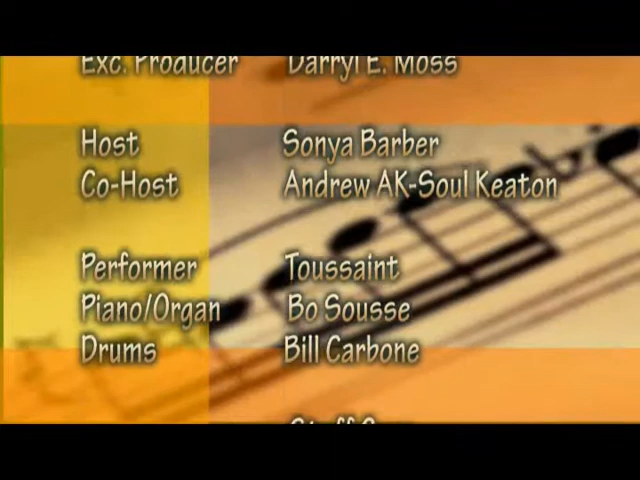 Exc. Producer Darryl E. Moss
Host Sonya Barber
Co-Host Andrew AK-Soul Keaton
Performer Toussaint
Piano/Organ Bo Sousse
Drums Bill Carbone